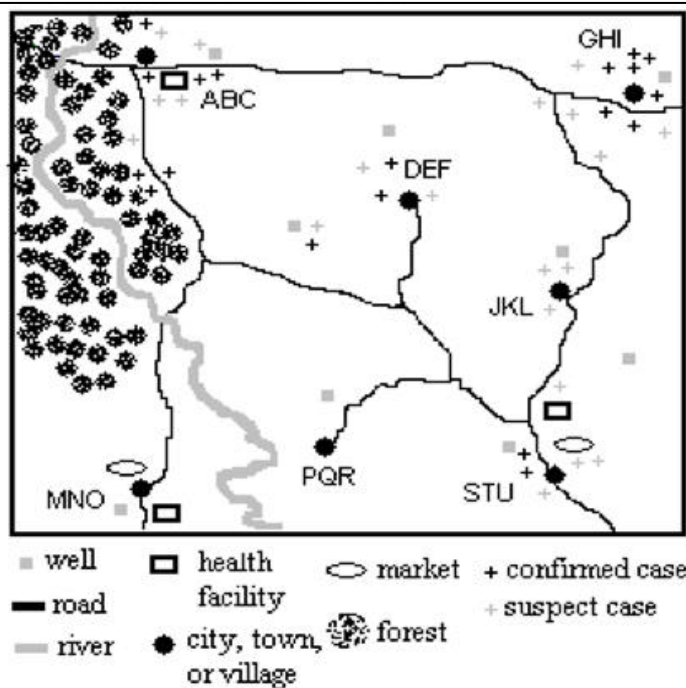 GHI
ABC
DEF
JKL
PQR
MNO
STU
well
health facility
market
confirmed case
road
suspect case
river
city, town, or village
forest